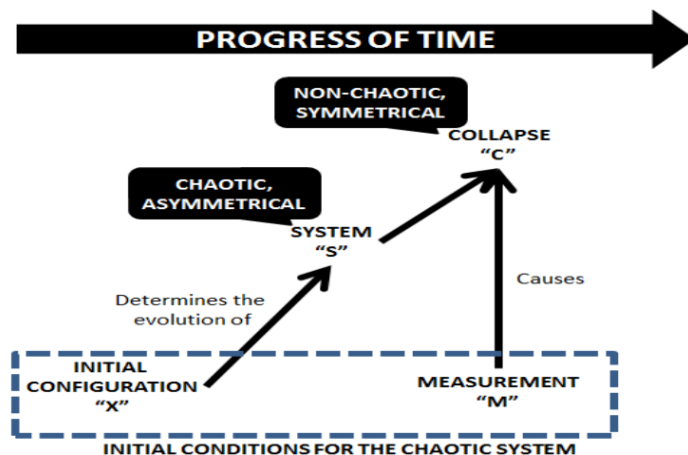 PROGRESS OF TIME
NON-CHAOTIC,
SYMMETRICAL
COLLAPSE
“C”
CHAOTIC,
ASYMMETRICAL
SYSTEM
“S”
Causes
Determines the
evolution of
INITIAL
CONFIGURATION
“X”
MEASUREMENT
“M”
INITIAL CONDITIONS FOR THE CHAOTIC SYSTEM